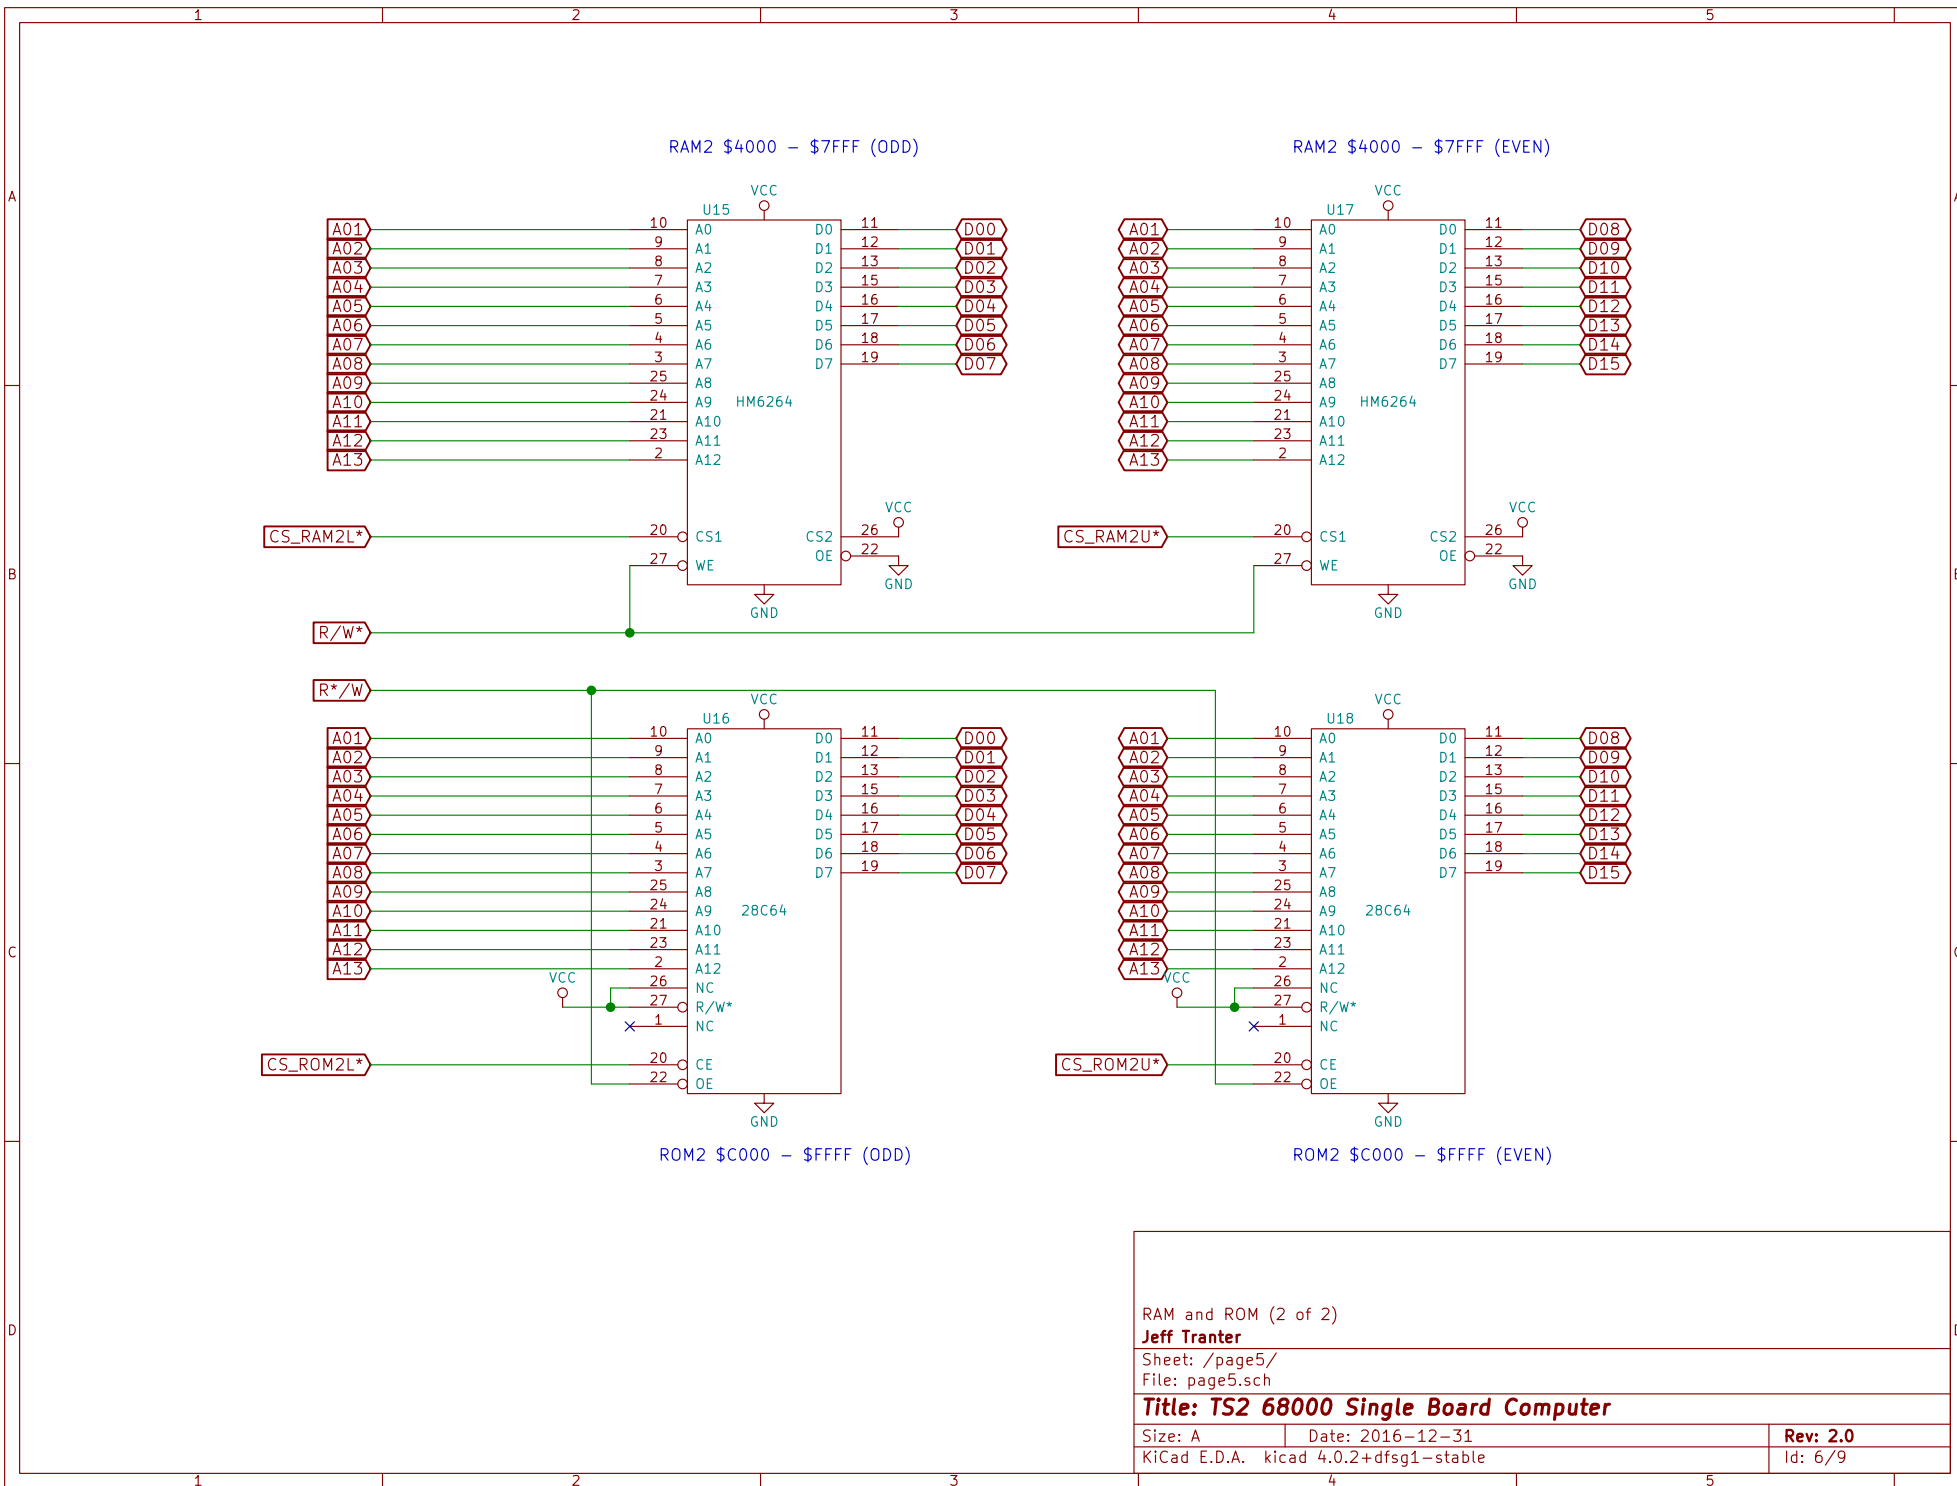 1 2 3 4 5
RAM2 $4000 - $7FFF (ODD) RAM2 $4000 - $7FFF (EVEN)
A
VCC VCC
U15 U17
A01 10 A0 D0 11 D00 A01 10 A0 D0 11 D08
A02 9 A1 D1 12 D01 A02 9 A1 D1 12 D09
A03 8 A2 D2 13 D02 A03 8 A2 D2 13 D10
A04 7 A3 D3 15 D03 A04 7 A3 D3 15 D11
A05 6 A4 D4 16 D04 A05 6 A4 D4 16 D12
A06 5 A5 D5 17 D05 A06 5 A5 D5 17 D13
A07 4 A6 D6 18 D06 A07 4 A6 D6 18 D14
A08 3 A7 D7 19 D07 A08 3 A7 D7 19 D15
A09 25 A8 A09 25 A8
A10 24 A9 HM6264 A10 24 A9 HM6264
A11 21 A10 A11 21 A10
A12 23 A11 A12 23 A11
A13 2 A12 A13 2 A12
VCC VCC
CS_RAM2L* 20 CS1 CS2 26 CS_RAM2U* 20 CS1 CS2 26
OE 22 OE 22
27 WE 27 WE
B
GND GND
GND GND
R/W*
R*/W
VCC VCC
U16 U18
A01 10 A0 D0 11 D00 A01 10 A0 D0 11 D08
A02 9 A1 D1 12 D01 A02 9 A1 D1 12 D09
A03 8 A2 D2 13 D02 A03 8 A2 D2 13 D10
A04 7 A3 D3 15 D03 A04 7 A3 D3 15 D11
A05 6 A4 D4 16 D04 A05 6 A4 D4 16 D12
A06 5 A5 D5 17 D05 A06 5 A5 D5 17 D13
A07 4 A6 D6 18 D06 A07 4 A6 D6 18 D14
A08 3 A7 D7 19 D07 A08 3 A7 D7 19 D15
A09 25 A8 A09 25 A8
A10 24 A9 28C64 A10 24 A9 28C64
A11 21 A10 A11 21 A10
C A12 23 A11 A12 23 A11
A13 2 A12 A13 2 A12
VCC 26 NC VCC 26 NC
27 R/W* 27 R/W*
1 NC 1 NC
CS_ROM2L* 20 CE CS_ROM2U* 20 CE
22 OE 22 OE
GND GND
ROM2 $C000 - $FFFF (ODD) ROM2 $C000 - $FFFF (EVEN)
RAM and ROM (2 of 2)
D
Jeff Tranter
Sheet: /page5/
File: page5.sch
Title: TS2 68000 Single Board Computer
Size: A Date: 2016-12-31 Rev: 2.0
KiCad E.D.A. kicad 4.0.2+dfsg1-stable Id: 6/9
1 2 3 4 5